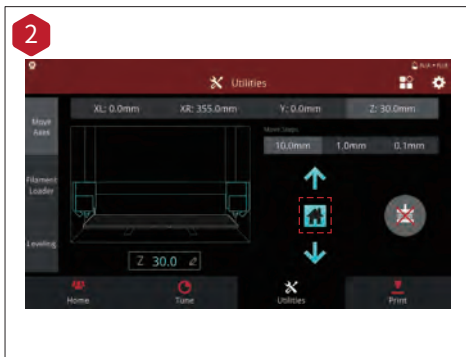 2
Utilities
XL: 0.0mm XR: 355.0mm Y: 0.0mm Z: 30.0mm
Move
Axes
Move Steps
10.0mm 1.0mm 0.1mm
Filament
Loader
Leveling
Z 30.0
Home Tune Utilities Print